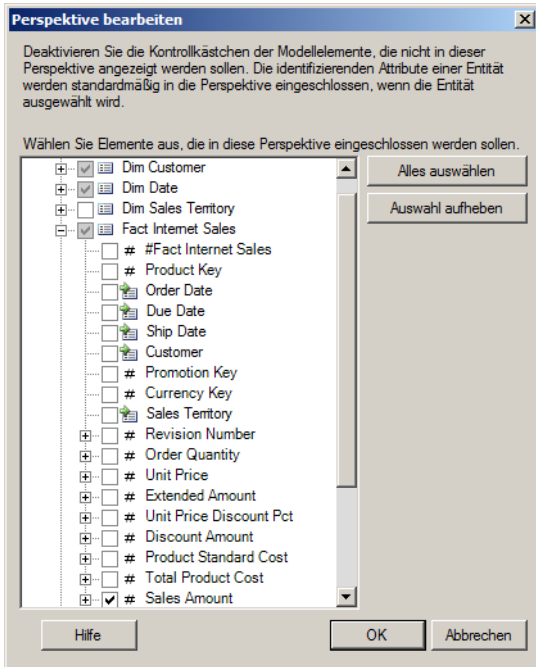 Perspektive bearbeiten
Deaktivieren Sie die Kontrollkästchen der Modellelemente, die nicht in dieser
Perspektive angezeigt werden sollen. Die identifizierenden Attribute einer Entität
werden standardmäßig in die Perspektive eingeschlossen, wenn die Entität
ausgewählt wird.
Wählen Sie Elemente aus, die in diese Perspektive eingeschlossen werden sollen.
Dim Customer
Dim Date
Dim Sales Territory
Fact Internet Sales
# #Fact Internet Sales
# Product Key
Order Date
Due Date
Ship Date
Customer
# Promotion Key
# Currency Key
Sales Territory
# Revision Number
# Order Quantity
# Unit Price
# Extended Amount
# Unit Price Discount Pct
# Discount Amount
# Product Standard Cost
# Total Product Cost
# Sales Amount
Alles auswählen
Auswahl aufheben
Hilfe
OK
Abbrechen